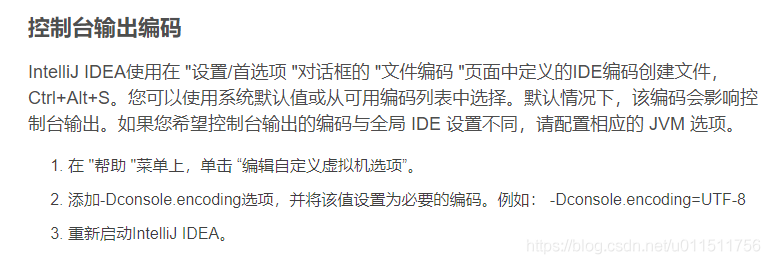 控制台输出编码
IntelliJ IDEA使用在 "设置/首选项 "对话框的 "文件编码 "页面中定义的IDE编码创建文件，
Ctrl+Alt+S。您可以使用系统默认值或从可用编码列表中选择。默认情况下，该编码会影响控
制台输出。如果您希望控制台输出的编码与全局 IDE 设置不同，请配置相应的 JVM 选项。
1. 在 "帮助 "菜单上，单击 “编辑自定义虚拟机选项”。
2. 添加-Dconsole.encoding选项，并将该值设置为必要的编码。例如： -Dconsole.encoding=UTF-8
3. 重新启动IntelliJ IDEA。
https://blog.csdn.net/u011511756